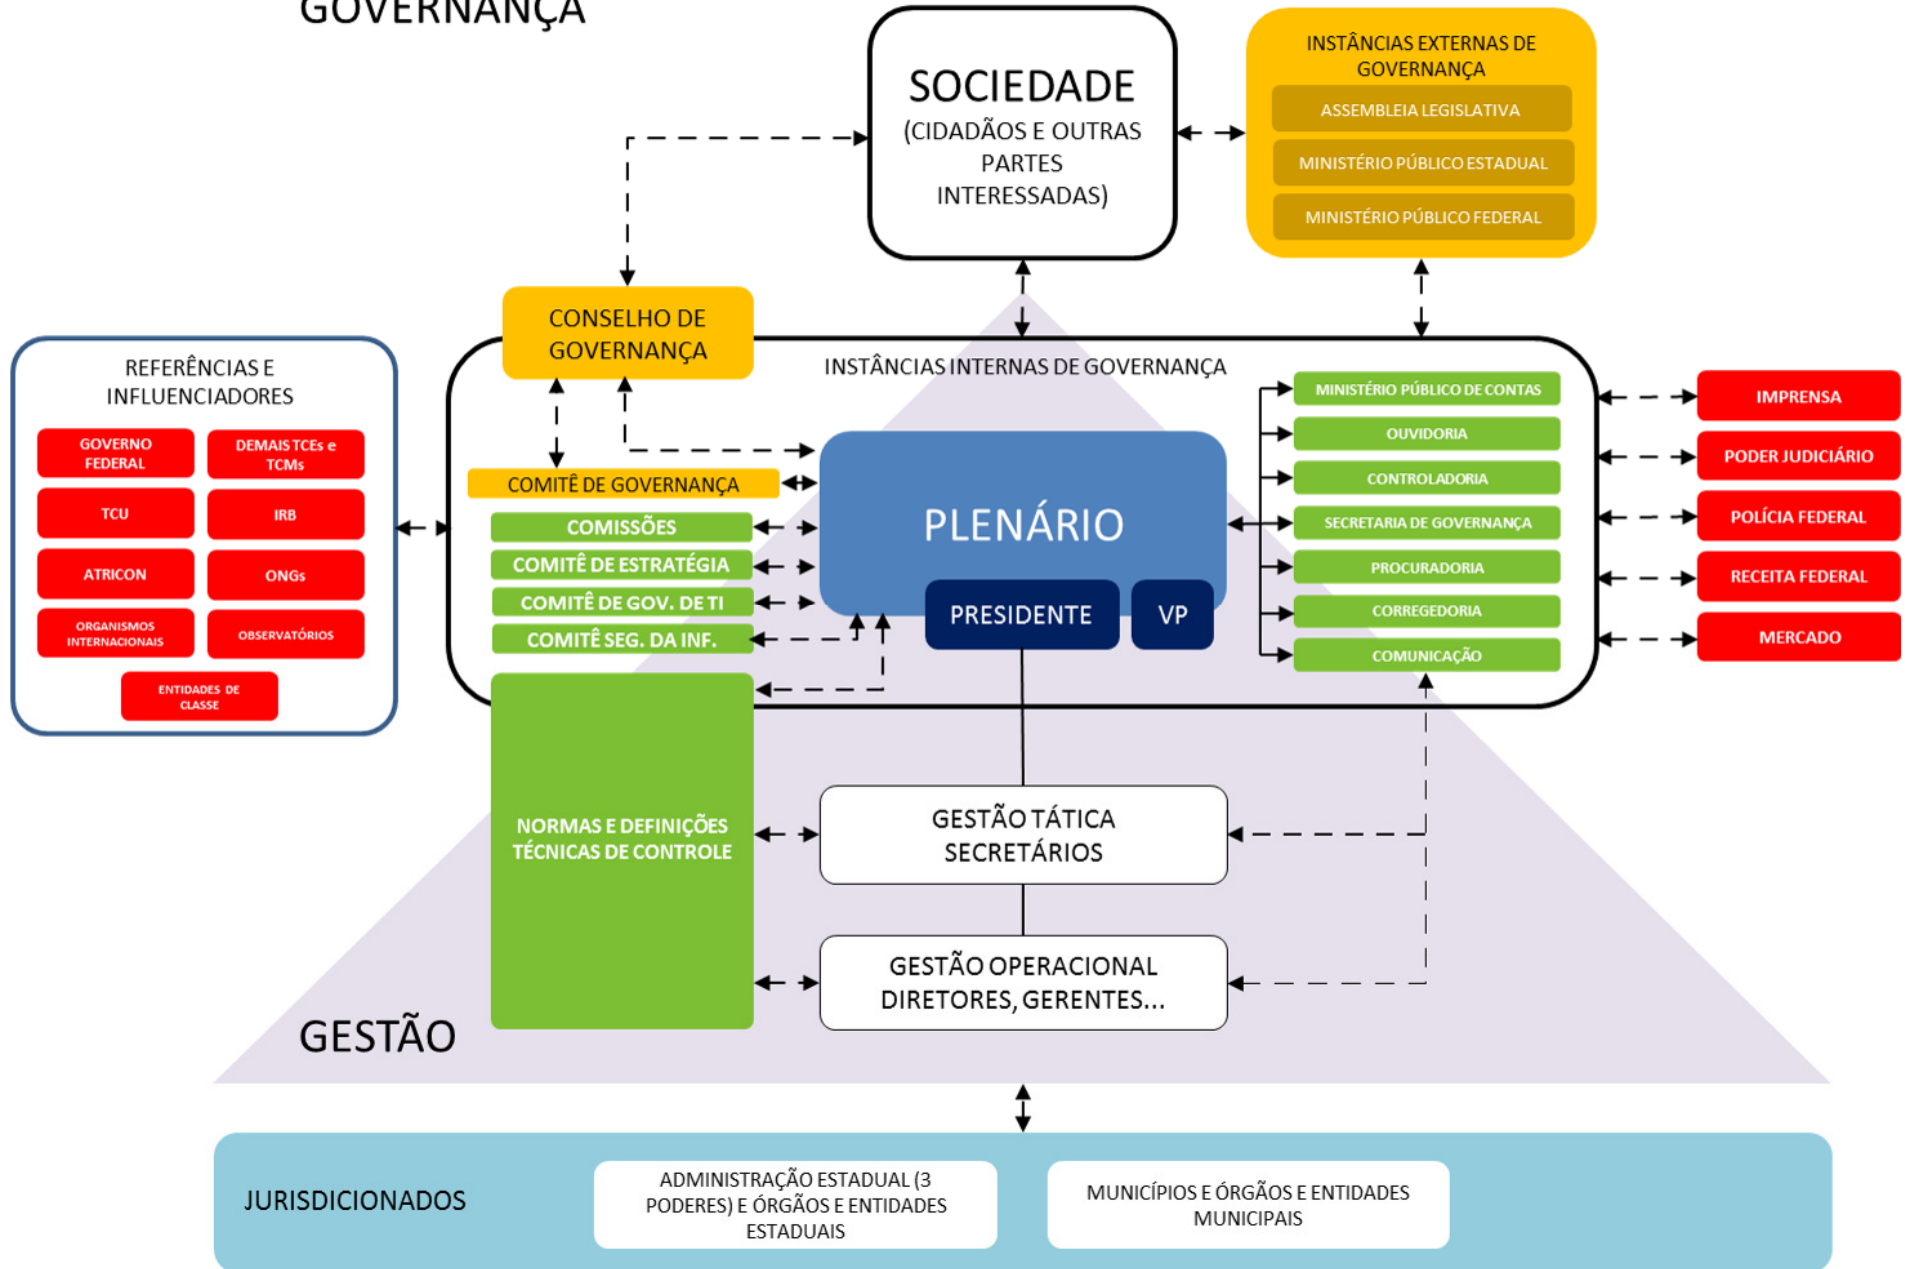 GOVERNANÇA
SOCIEDADE
(CIDADÃOS E OUTRAS
PARTES
INTERESSADAS)
INSTÂNCIAS EXTERNAS DE
GOVERNANÇA
ASSEMBLEIA LEGISLATIVA
MINISTÉRIO PÚBLICO ESTADUAL
MINISTÉRIO PÚBLICO FEDERAL
CONSELHO DE
GOVERNANÇA
REFERÊNCIAS E
INFLUENCIADORES
GOVERNO
FEDERAL
DEMAIS TCEs e
TCMs
TCU
IRB
ATRICON
ONGs
ORGANISMOS
INTERNACIONAIS
OBSERVATÓRIOS
ENTIDADES DE
CLASSE
INSTÂNCIAS INTERNAS DE GOVERNANÇA
COMITÊ DE GOVERNANÇA
COMISSÕES
COMITÊ DE ESTRATÉGIA
COMITÊ DE GOV. DE TI
COMITÊ SEG. DA INF.
PLENÁRIO
PRESIDENTE
VP
MINISTÉRIO PÚBLICO DE CONTAS
OUVIDORIA
CONTROLADORIA
SECRETARIA DE GOVERNANÇA
PROCURADORIA
CORREGEDORIA
COMUNICAÇÃO
IMPRENSA
PODER JUDICIÁRIO
POLÍCIA FEDERAL
RECEITA FEDERAL
MERCADO
NORMAS E DEFINIÇÕES
TÉCNICAS DE CONTROLE
GESTÃO TÁTICA
SECRETÁRIOS
GESTÃO OPERACIONAL
DIRETORES, GERENTES...
GESTÃO
JURISDICIONADOS
ADMINISTRAÇÃO ESTADUAL (3
PODERES) E ÓRGÃOS E ENTIDADES
ESTADUAIS
MUNICÍPIOS E ÓRGÃOS E ENTIDADES
MUNICIPAIS